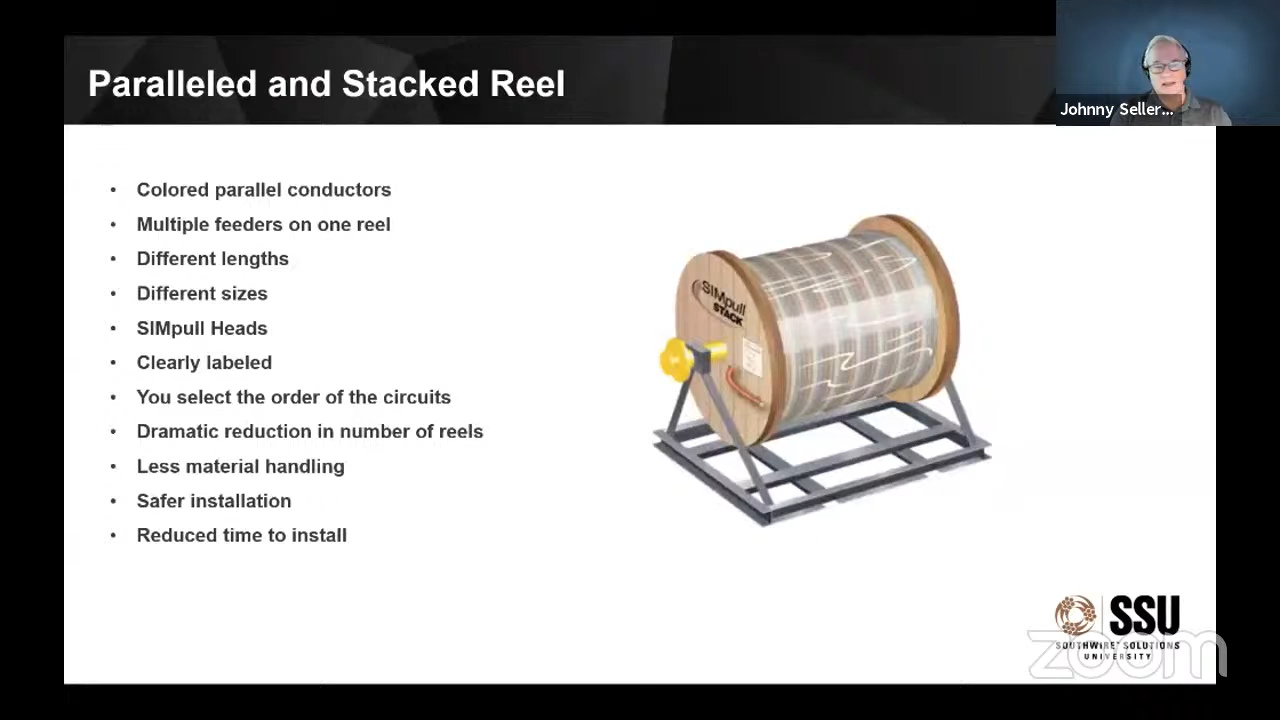 Paralleled and Stacked Reel
Johnny Seller...
• Colored parallel conductors
• Multiple feeders on one reel
• Different lengths
• Different sizes
• SIMpull Heads
• Clearly labeled
• You select the order of the circuits
• Dramatic reduction in number of reels
• Less material handling
• Safer installation
• Reduced time to install
SIMpull
STACK
SSU
SOUTHWIRE SOLUTIONS
UNIVERSITY
zoom